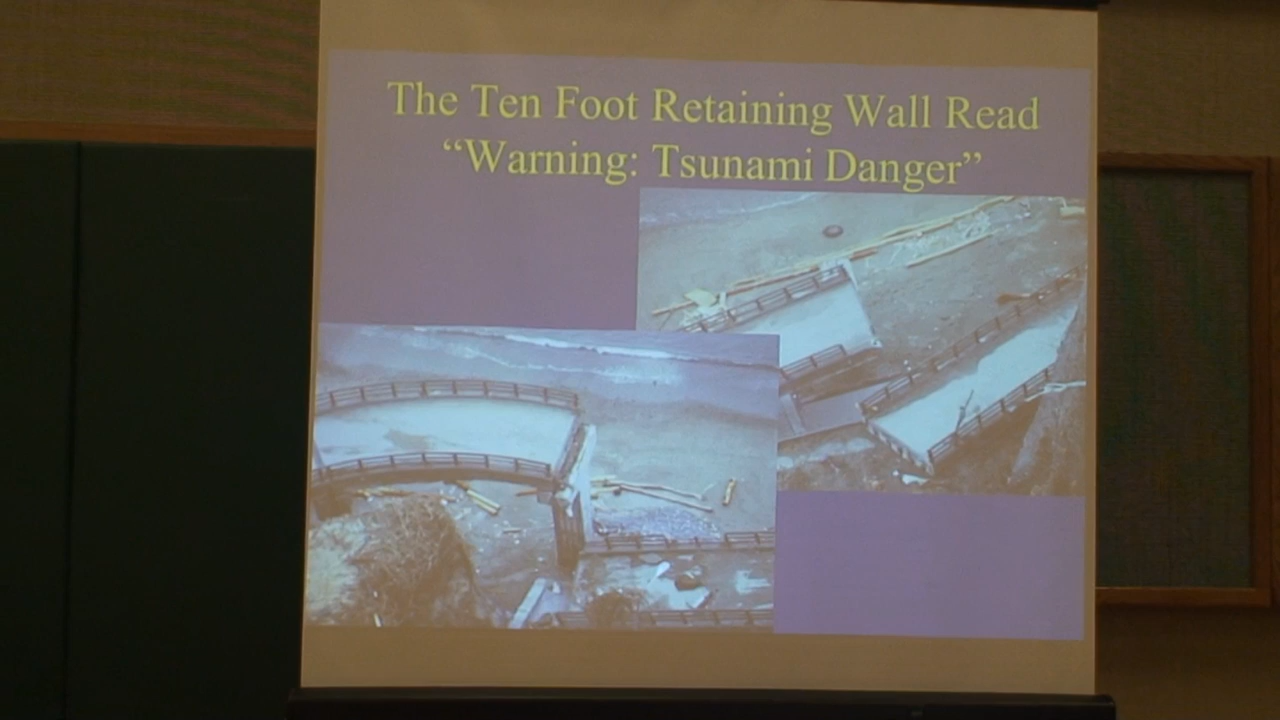 The Ten Foot Retaining Wall Read
“Warning: Tsunami Danger”